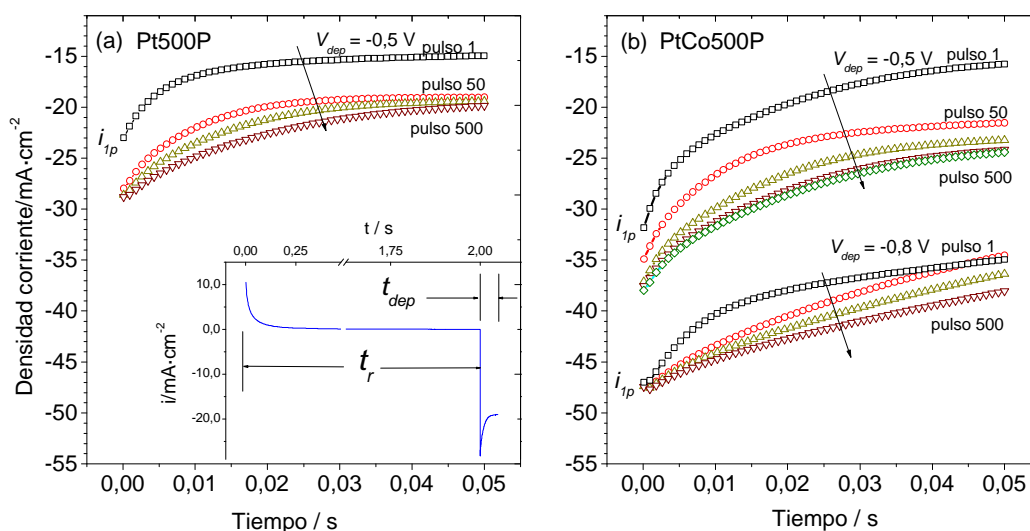 (a) Pt500P
V_dep = -0,5 V
pulso 1
pulso 50
pulso 500
i_1p
-15
-20
-25
-30
-35
-40
-45
-50
-55
Densidad corriente/mA·cm⁻²
0,00 0,01 0,02 0,03 0,04 0,05
Tiempo / s
t / s
0,00 0,25 1,75 2,00
10,0
0,0
-10,0
-20,0
i/mA·cm⁻²
t_dep
t_r
(b) PtCo500P
V_dep = -0,5 V
pulso 1
pulso 50
pulso 500
i_1p
V_dep = -0,8 V
pulso 1
pulso 500
i_1p
-15
-20
-25
-30
-35
-40
-45
-50
-55
0,00 0,01 0,02 0,03 0,04 0,05
Tiempo / s